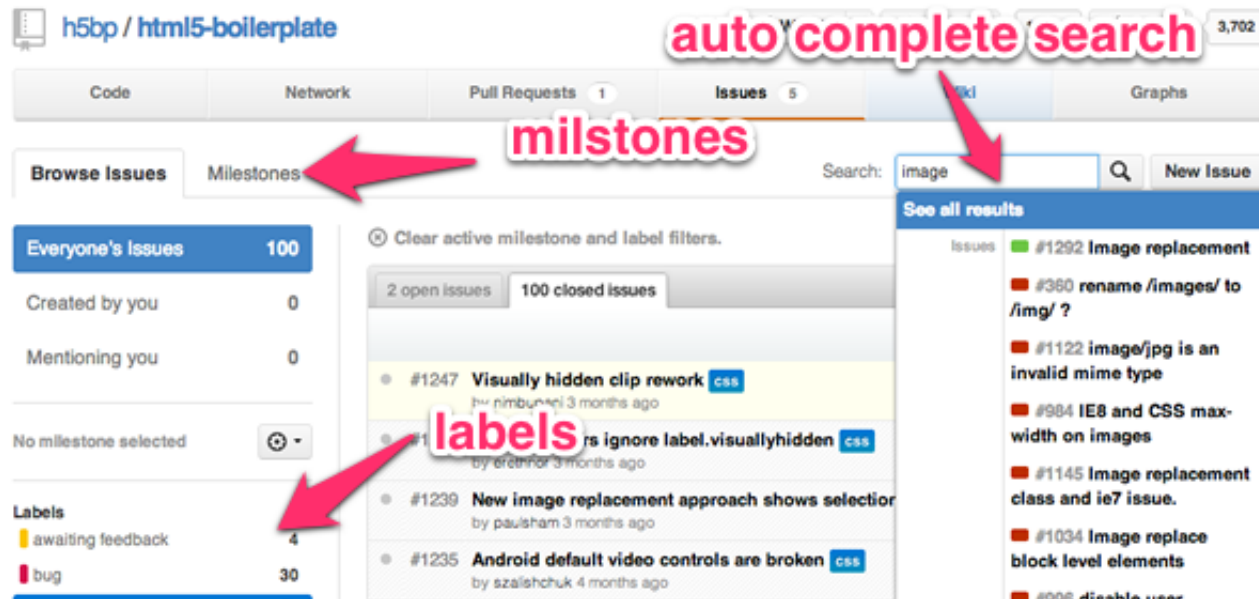 h5bp / html5-boilerplate
3,702
auto complete search
Code
Network
Pull Requests 1
Issues 5
Wiki
Graphs
milstones
Browse Issues
Milestones
Search:
image
New Issue
See all results
Everyone's Issues 100
Created by you 0
Mentioning you 0
No milestone selected
Labels
awaiting feedback 4
bug 30
labels
Clear active milestone and label filters.
2 open issues
100 closed issues
#1247 Visually hidden clip rework css
by nimbupani 3 months ago
ignore label.visuallyhidden css
3 months ago
#1239 New image replacement approach shows selection
by paulsham 3 months ago
#1235 Android default video controls are broken css
by szalishchuk 4 months ago
Issues
#1292 Image replacement
#360 rename /images/ to
/img/ ?
#1122 image/jpg is an
invalid mime type
#984 IE8 and CSS max-
width on images
#1145 Image replacement
class and ie7 issue.
#1034 Image replace
block level elements